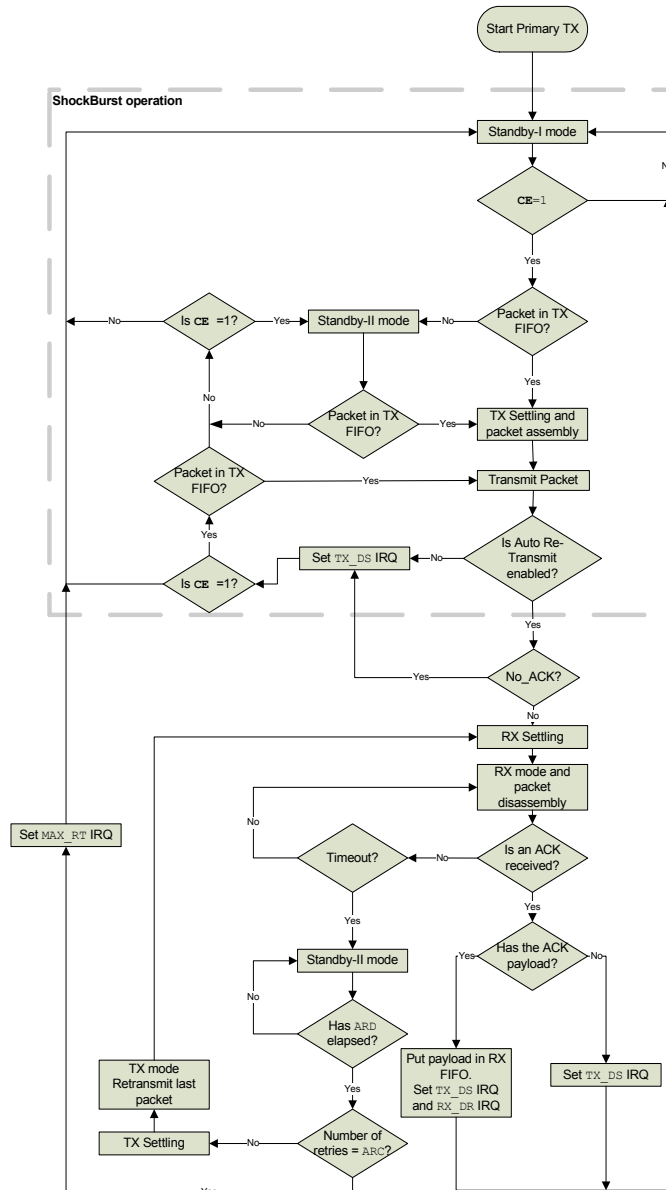 Start Primary TX
ShockBurst operation
Standby-I mode
CE=1
Yes
Is CE =1?
No
Yes
Standby-II mode
No
Packet in TX
FIFO?
Yes
No
Packet in TX
FIFO?
No
Yes
TX Settling and
packet assembly
Packet in TX
FIFO?
Yes
Transmit Packet
Yes
Is CE =1?
Set TX_DS IRQ
No
Is Auto Re-
Transmit
enabled?
Yes
No_ACK?
Yes
No
RX Settling
RX mode and
packet
disassembly
No
Set MAX_RT IRQ
Timeout?
No
Is an ACK
received?
Yes
Yes
Has the ACK
payload?
Yes
No
Standby-II mode
No
Has ARD
elapsed?
Yes
TX mode
Retransmit last
packet
Put payload in RX
FIFO.
Set TX_DS IRQ
and RX_DR IRQ
Set TX_DS IRQ
TX Settling
No
Number of
retries = ARC?